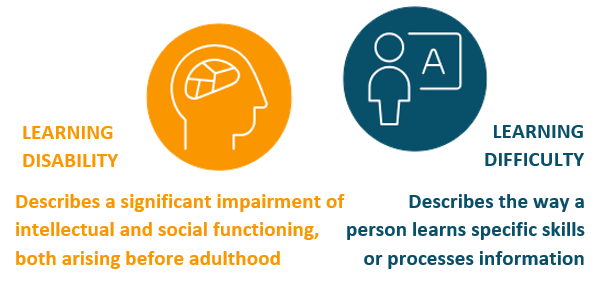 LEARNING
DISABILITY
Describes a significant impairment of
intellectual and social functioning,
both arising before adulthood
A
LEARNING
DIFFICULTY
Describes the way a
person learns specific skills
or processes information